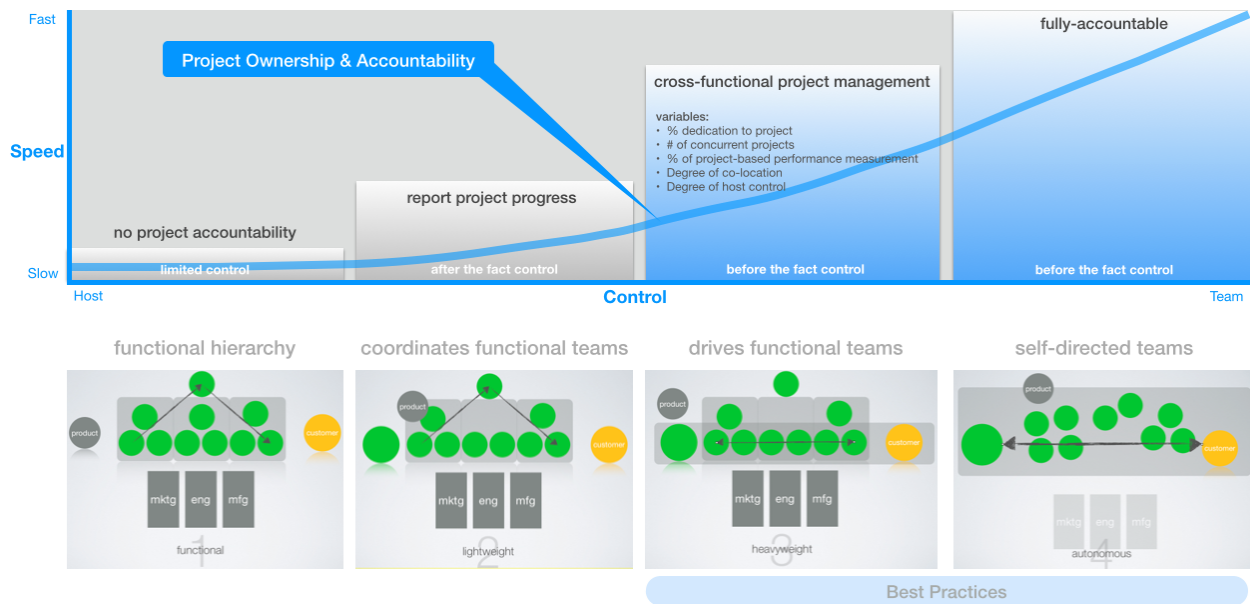 Fast
fully-accountable
Project Ownership & Accountability
cross-functional project management
variables:
• % dedication to project
• # of concurrent projects
• % of project-based performance measurement
• Degree of co-location
• Degree of host control
Speed
report project progress
no project accountability
Slow
limited control
after the fact control
before the fact control
before the fact control
Host
Control
Team
functional hierarchy
coordinates functional teams
drives functional teams
self-directed teams
product
customer
mktg
eng
mfg
1
functional
product
customer
mktg
eng
mfg
2
lightweight
product
customer
mktg
eng
mfg
3
heavyweight
product
customer
mktg
eng
mfg
4
autonomous
Best Practices